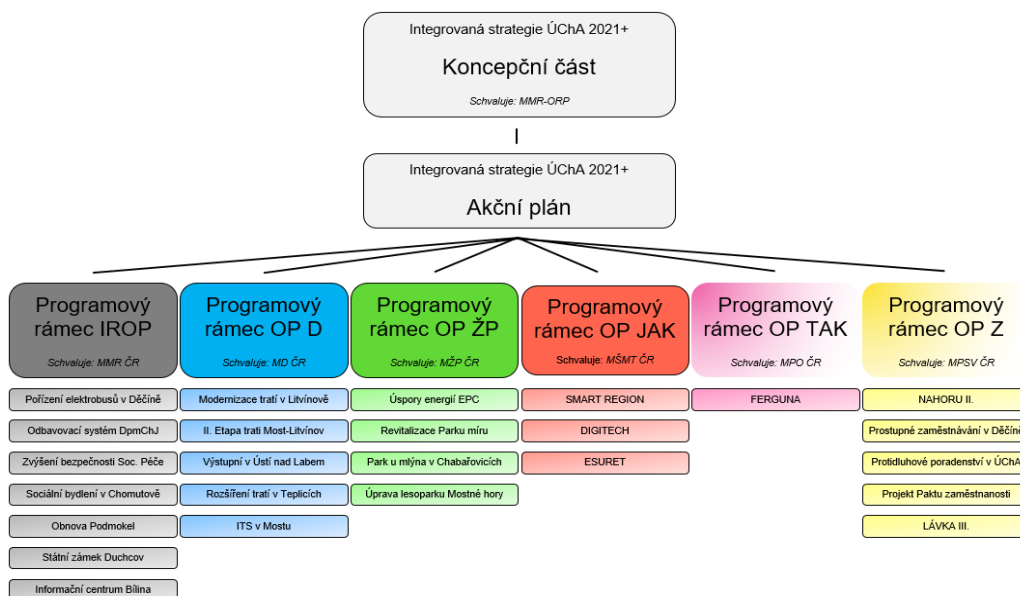 Integrovaná strategie ÚChA 2021+
Koncepční část
Schvaluje: MMR-ORP
Integrovaná strategie ÚChA 2021+
Akční plán
Programový
rámec IROP
Schvaluje: MMR ČR
Pořízení elektrobusů v Děčíně
Odbavovací systém DpmChJ
Zvýšení bezpečnosti Soc. Péče
Sociální bydlení v Chomutově
Obnova Podmokel
Státní zámek Duchcov
Informační centrum Bílina
Programový
rámec OP D
Schvaluje: MD ČR
Modernizace tratí v Litvínově
II. Etapa trati Most-Litvínov
Výstupní v Ústí nad Labem
Rozšíření tratí v Teplicích
ITS v Mostu
Programový
rámec OP ŽP
Schvaluje: MŽP ČR
Úspory energií EPC
Revitalizace Parku míru
Park u mlýna v Chabařovicích
Úprava lesoparku Mostné hory
Programový
rámec OP JAK
Schvaluje: MŠMT ČR
SMART REGION
DIGITECH
ESURET
Programový
rámec OP TAK
Schvaluje: MPO ČR
FERGUNA
Programový
rámec OP Z
Schvaluje: MPSV ČR
NAHORU II.
Prostupné zaměstnávání v Děčíně
Protidluhové poradenství v ÚChA
Projekt Paktu zaměstnanosti
LÁVKA III.